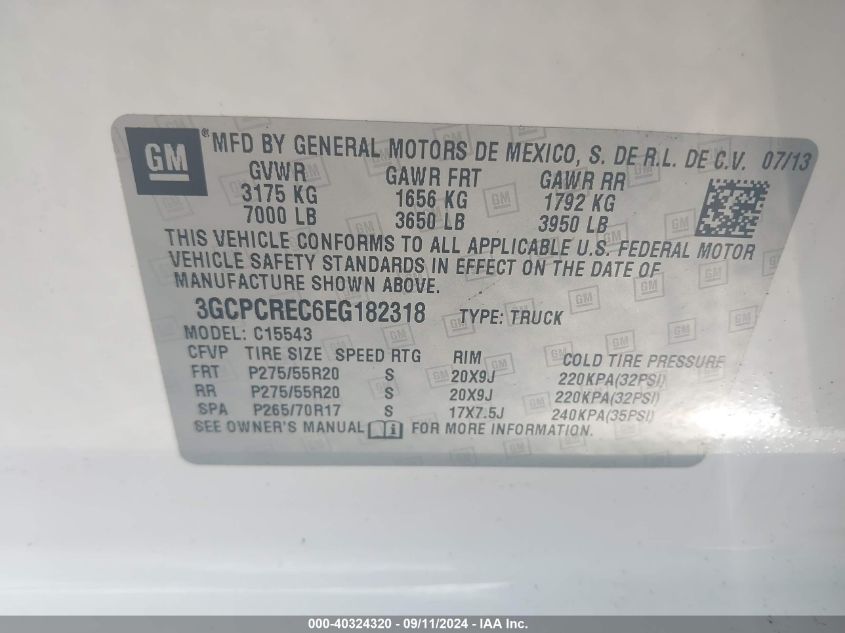 GM ® MFD BY GENERAL MOTORS DE MEXICO, S. DE R.L. DE C.V. 07/13
GVWR GAWR FRT GAWR RR
3175 KG 1656 KG 1792 KG
7000 LB 3650 LB 3950 LB
THIS VEHICLE CONFORMS TO ALL APPLICABLE U.S. FEDERAL MOTOR
VEHICLE SAFETY STANDARDS IN EFFECT ON THE DATE OF
MANUFACTURE SHOWN ABOVE.
3GCPCREC6EG182318 TYPE: TRUCK
MODEL: C15543
CFVP TIRE SIZE SPEED RTG RIM COLD TIRE PRESSURE
FRT P275/55R20 S 20X9J 220KPA(32PSI)
RR P275/55R20 S 20X9J 220KPA(32PSI)
SPA P265/70R17 S 17X7.5J 240KPA(35PSI)
SEE OWNER'S MANUAL i FOR MORE INFORMATION.
000-40324320 - 09/11/2024 - IAA Inc.